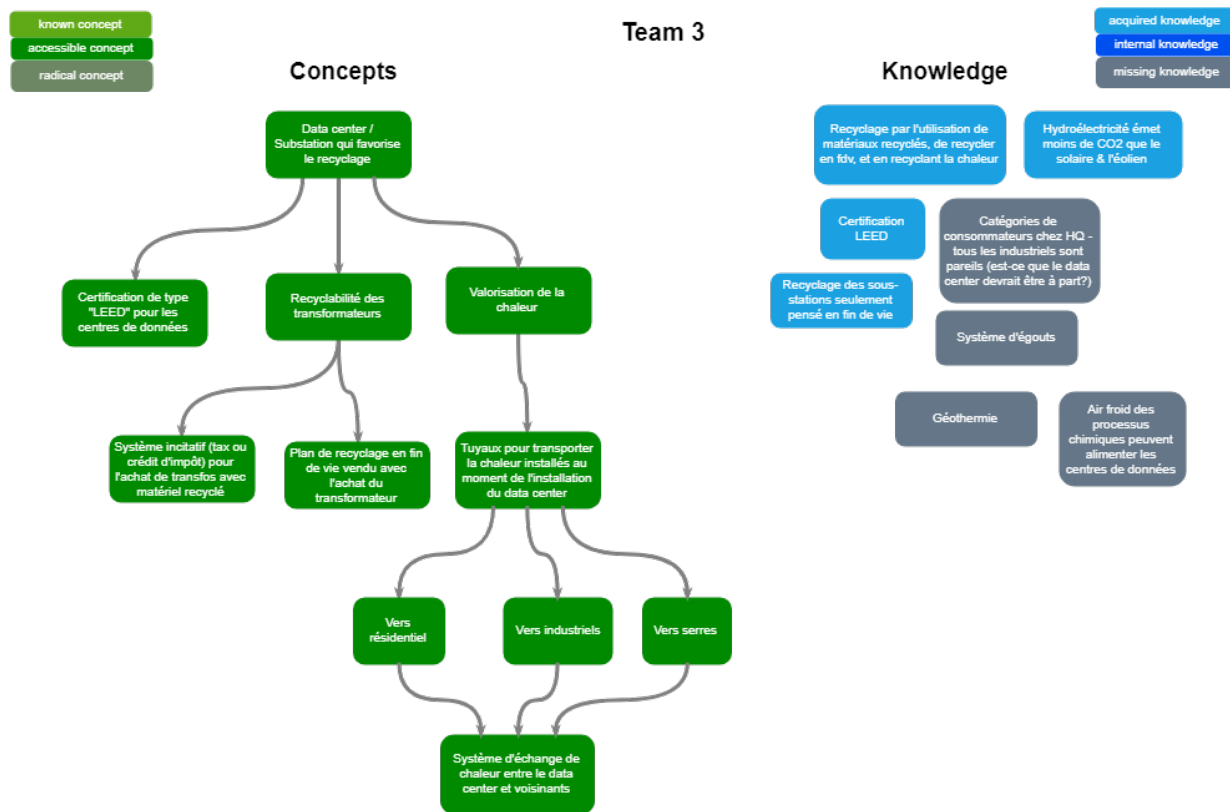 known concept
accessible concept
radical concept
Team 3
acquired knowledge
internal knowledge
missing knowledge
Concepts
Knowledge
Data center /
Substation qui favorise
le recyclage
Certification de type
"LEED" pour les
centres de données
Recyclabilité des
transformateurs
Valorisation de la
chaleur
Système incitatif (tax ou
crédit d'impôt) pour
l'achat de transfos avec
matériel recyclé
Plan de recyclage en fin
de vie vendu avec
l'achat du
transformateur
Tuyaux pour transporter
la chaleur installés au
moment de l'installation
du data center
Vers
résidentiel
Vers industriels
Vers serres
Système d'échange de
chaleur entre le data
center et voisinants
Recyclage par l'utilisation de
matériaux recyclés, de recycler
en fdv, et en recyclant la chaleur
Hydroélectricité émet
moins de CO2 que le
solaire & l'éolien
Certification
LEED
Catégories de
consommateurs chez HQ -
tous les industriels sont
pareils (est-ce que le data
center devrait être à part?)
Recyclage des sous-
stations seulement
pensé en fin de vie
Système d'égouts
Géothermie
Air froid des
processus
chimiques peuvent
alimenter les
centres de données